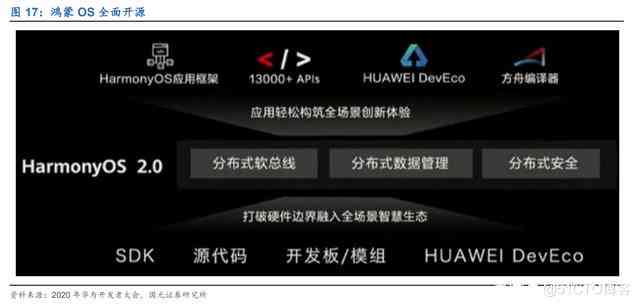 图 17：鸿蒙 OS 全面开源
HarmonyOS应用框架 13000+ APIs HUAWEI DevEco 方舟编译器
应用轻松构筑全场景创新体验
HarmonyOS 2.0 分布式软总线 分布式数据管理 分布式安全
打破硬件边界融入全场景智慧生态
SDK 源代码 开发板/模组 HUAWEI DevEco
资料来源：2020 年华为开发者大会，国元证券研究所
@51CTO博客